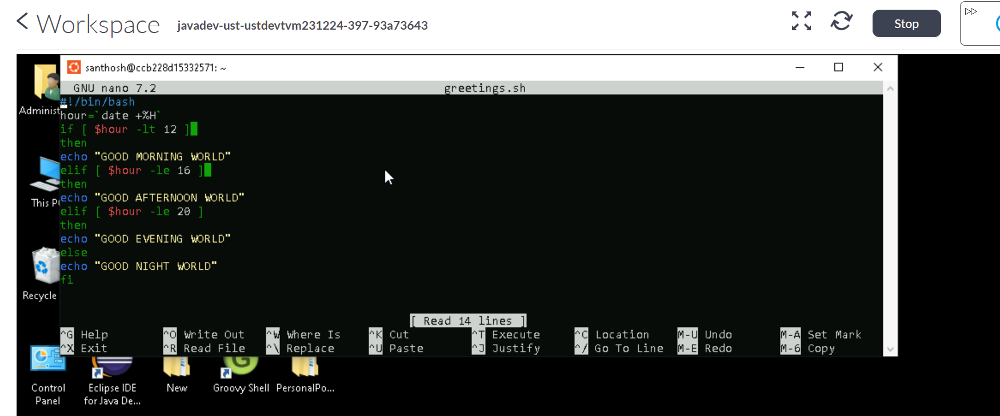 Workspace javadev-ust-ustdevtvm231224-397-93a73643 Stop
santhosh@ccb228d15332571: ~
GNU nano 7.2 greetings.sh
#!/bin/bash
hour=`date +%H`
if [ $hour -lt 12 ]
then
echo "GOOD MORNING WORLD"
elif [ $hour -le 16 ]
then
echo "GOOD AFTERNOON WORLD"
elif [ $hour -le 20 ]
then
echo "GOOD EVENING WORLD"
else
echo "GOOD NIGHT WORLD"
fi
[ Read 14 lines ]
^G Help ^O Write Out ^W Where Is ^K Cut ^T Execute ^C Location M-U Undo M-A Set Mark
^X Exit ^R Read File ^\ Replace ^U Paste ^J Justify ^/ Go To Line M-E Redo M-6 Copy
Administ
This P
Recycle
Control
Panel
Eclipse IDE
for Java De...
New
Groovy Shell
PersonalPo...